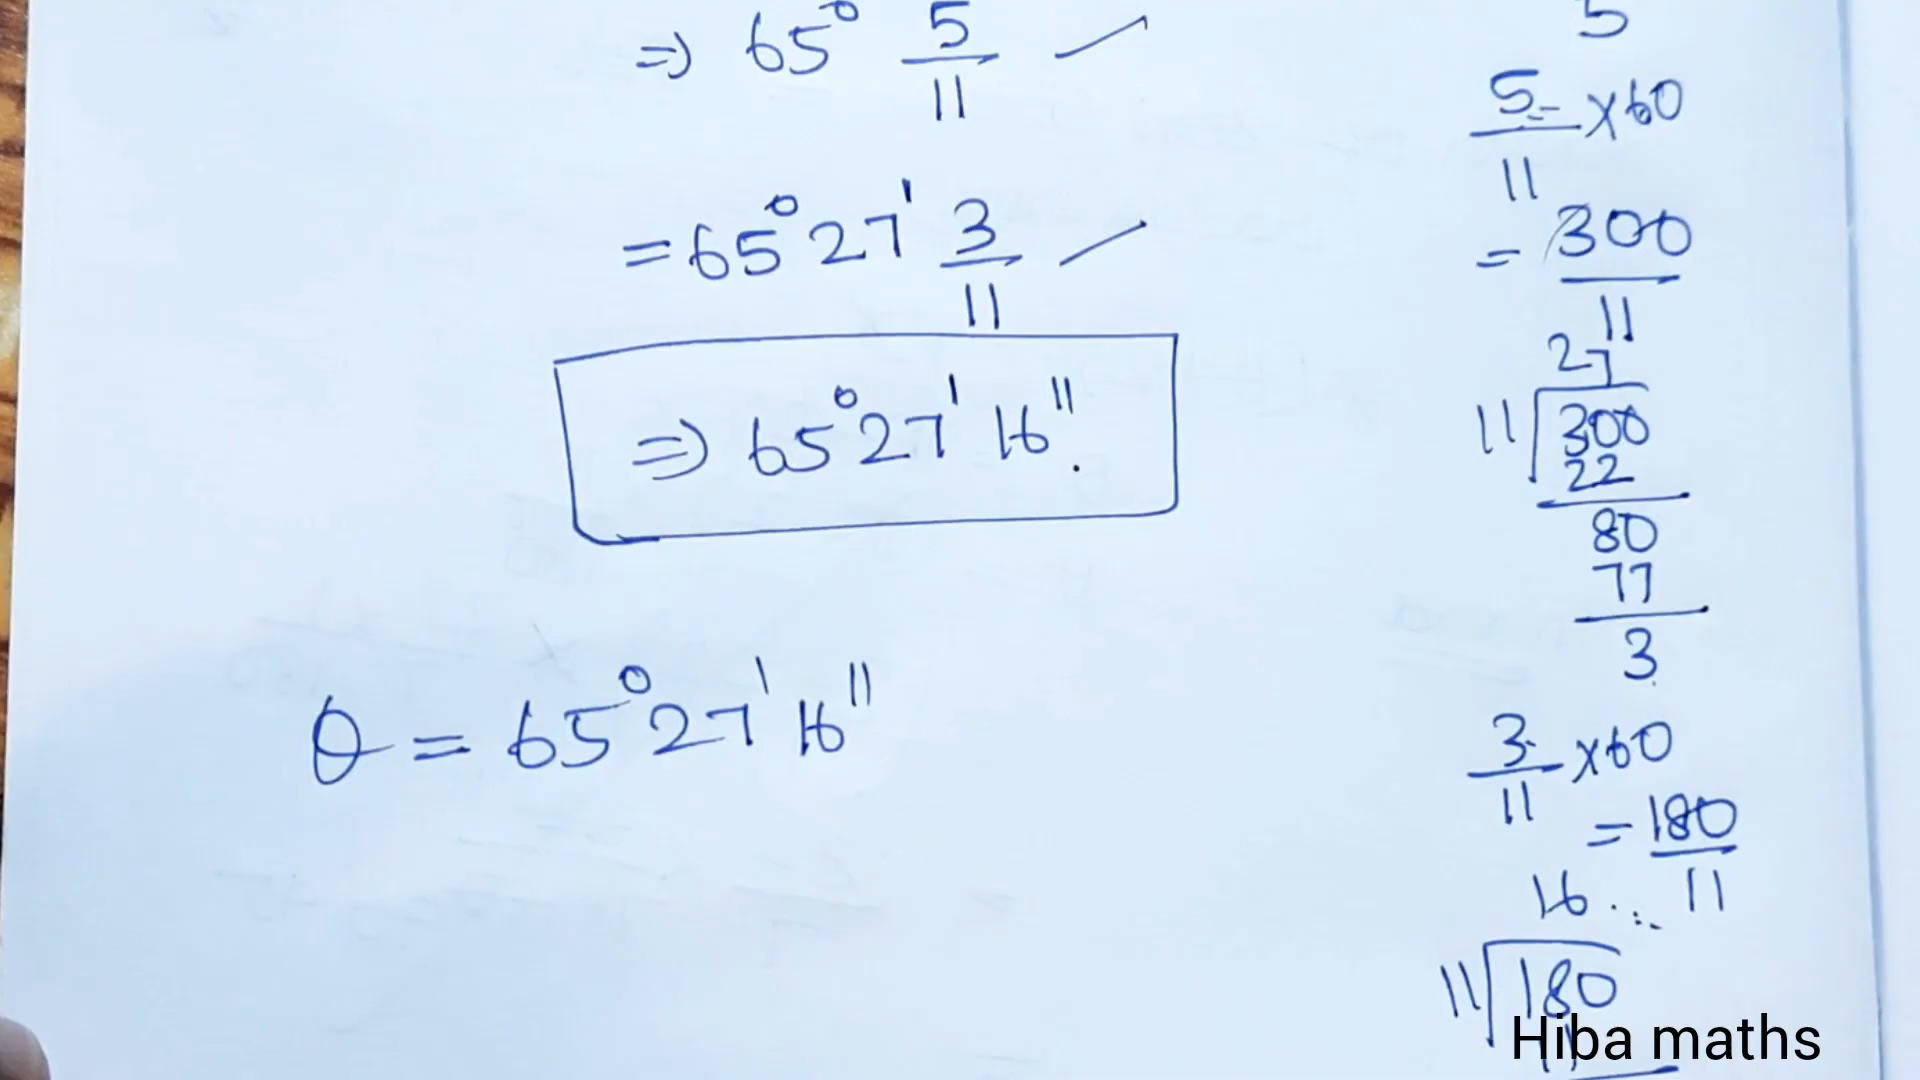 => 65° 5/11
= 65° 27' 3/11
=> 65° 27' 16".
θ = 65° 27' 16"
5
5/11 × 60
= 300/11
27
11 300
22
80
77
3
3/11 × 60
= 180/11
16.
11 180
Hiba maths